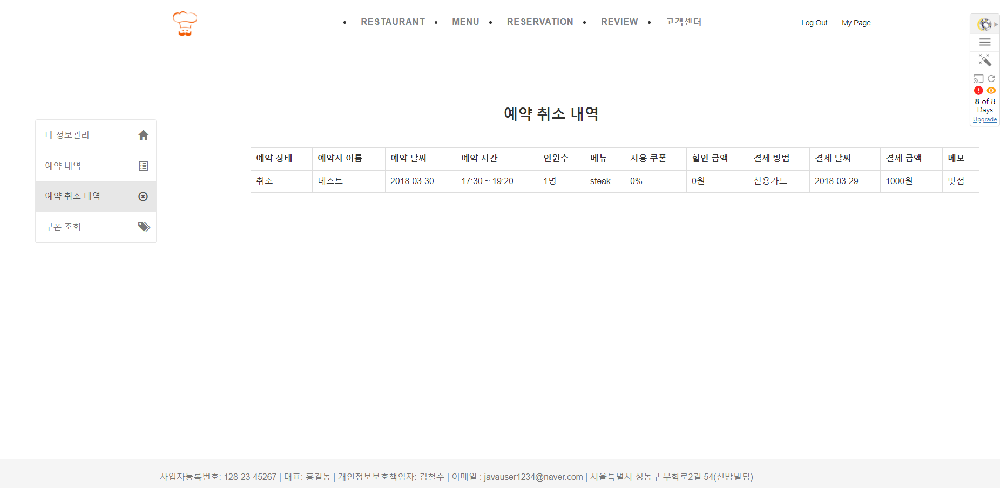 RESTAURANT MENU RESERVATION REVIEW 고객센터 Log Out My Page
8 of 8
Days
Upgrade
예약 취소 내역
내 정보관리
예약 내역
예약 취소 내역
쿠폰 조회
예약 상태 예약자 이름 예약 날짜 예약 시간 인원수 메뉴 사용 쿠폰 할인 금액 결제 방법 결제 날짜 결제 금액 메모
취소 테스트 2018-03-30 17:30 ~ 19:20 1명 steak 0% 0원 신용카드 2018-03-29 1000원 맛점
사업자등록번호: 128-23-45267 | 대표: 홍길동 | 개인정보보호책임자: 김철수 | 이메일 : javauser1234@naver.com | 서울특별시 성동구 무학로2길 54(신방빌딩)